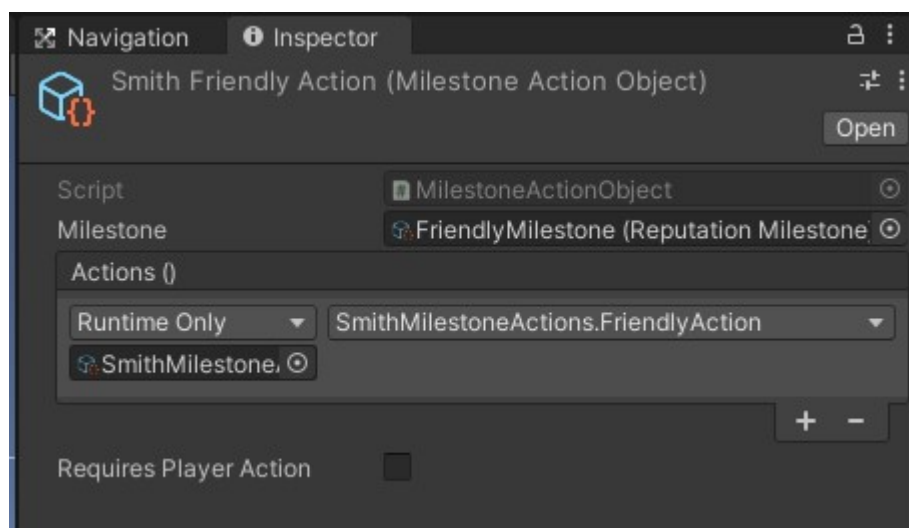 Navigation Inspector
Smith Friendly Action (Milestone Action Object)
Open
Script MilestoneActionObject
Milestone FriendlyMilestone (Reputation Milestone)
Actions ()
Runtime Only SmithMilestoneActions.FriendlyAction
SmithMilestone
Requires Player Action